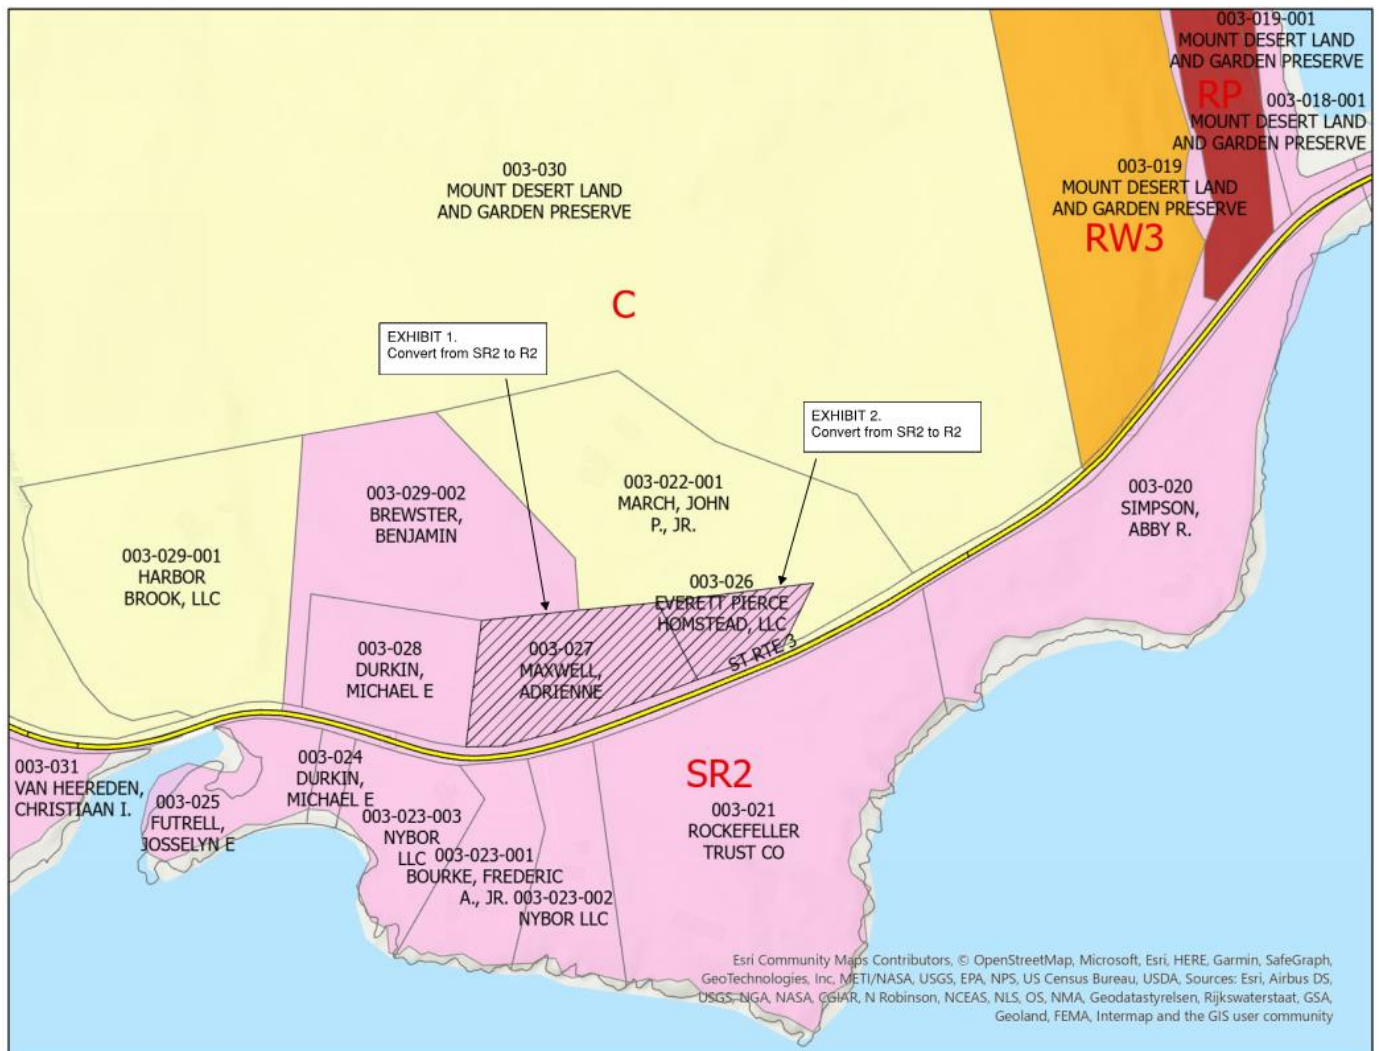 003-019-001
MOUNT DESERT LAND
AND GARDEN PRESERVE
RP
003-018-001
MOUNT DESERT LAND
AND GARDEN PRESERVE
003-030
MOUNT DESERT LAND
AND GARDEN PRESERVE
003-019
MOUNT DESERT LAND
AND GARDEN PRESERVE
RW3
C
EXHIBIT 1.
Convert from SR2 to R2
EXHIBIT 2.
Convert from SR2 to R2
003-029-002
BREWSTER,
BENJAMIN
003-022-001
MARCH, JOHN
P., JR.
003-020
SIMPSON,
ABBY R.
003-029-001
HARBOR
BROOK, LLC
003-026
EVERETT PIERCE
HOMSTEAD, LLC
003-028
DURKIN,
MICHAEL E
003-027
MAXWELL,
ADRIENNE
ST RTE 3
003-031
VAN HEEREDEN,
CHRISTIAAN I.
003-025
FUTRELL,
JOSSELYN E
003-024
DURKIN,
MICHAEL E
003-023-003
NYBOR
LLC
003-023-001
BOURKE, FREDERIC
A., JR.
003-023-002
NYBOR LLC
SR2
003-021
ROCKEFELLER
TRUST CO
Esri Community Maps Contributors, © OpenStreetMap, Microsoft, Esri, HERE, Garmin, SafeGraph,
GeoTechnologies, Inc, METI/NASA, USGS, EPA, NPS, US Census Bureau, USDA, Sources: Esri, Airbus DS,
USGS, NGA, NASA, CGIAR, N Robinson, NCEAS, NLS, OS, NMA, Geodatastyrelsen, Rijkswaterstaat, GSA,
Geoland, FEMA, Intermap and the GIS user community